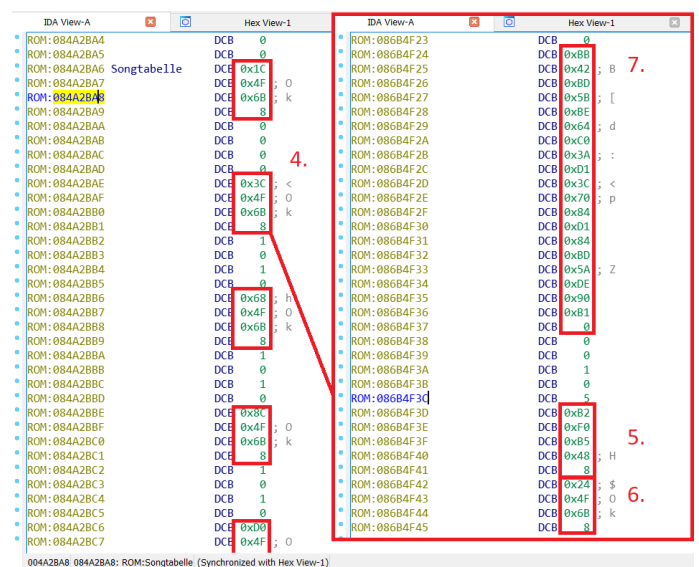 IDA View-A Hex View-1
ROM:084A2BA4 DCB 0
ROM:084A2BA5 DCB 0
ROM:084A2BA6 Songtabelle DCB 0x1C
ROM:084A2BA7 DCB 0x4F ; O
ROM:084A2BA8 DCB 0x6B ; k
ROM:084A2BA9 DCB 8
ROM:084A2BAA DCB 0
ROM:084A2BAB DCB 0
ROM:084A2BAC DCB 0
4.
ROM:084A2BAD DCB 0
ROM:084A2BAE DCB 0x3C ; <
ROM:084A2BAF DCB 0x4F ; O
ROM:084A2BB0 DCB 0x6B ; k
ROM:084A2BB1 DCB 8
ROM:084A2BB2 DCB 1
ROM:084A2BB3 DCB 0
ROM:084A2BB4 DCB 1
ROM:084A2BB5 DCB 0
ROM:084A2BB6 DCB 0x68 ; h
ROM:084A2BB7 DCB 0x4F ; O
ROM:084A2BB8 DCB 0x6B ; k
ROM:084A2BB9 DCB 8
ROM:084A2BBA DCB 1
ROM:084A2BBB DCB 0
ROM:084A2BBC DCB 1
ROM:084A2BBD DCB 0
ROM:084A2BBE DCB 0x8C
ROM:084A2BBF DCB 0x4F ; O
ROM:084A2BC0 DCB 0x6B ; k
ROM:084A2BC1 DCB 8
ROM:084A2BC2 DCB 1
ROM:084A2BC3 DCB 0
ROM:084A2BC4 DCB 1
ROM:084A2BC5 DCB 0
ROM:084A2BC6 DCB 0xD0
ROM:084A2BC7 DCB 0x4F ; O
004A2BA8 084A2BA8: ROM:Songtabelle (Synchronized with Hex View-1)
IDA View-A Hex View-1
ROM:086B4F23 DCB 0
ROM:086B4F24 DCB 0xBB
7.
ROM:086B4F25 DCB 0x42 ; B
ROM:086B4F26 DCB 0xBD
ROM:086B4F27 DCB 0x5B ; [
ROM:086B4F28 DCB 0xBE
ROM:086B4F29 DCB 0x64 ; d
ROM:086B4F2A DCB 0xC0
ROM:086B4F2B DCB 0x3A ; :
ROM:086B4F2C DCB 0xD1
ROM:086B4F2D DCB 0x3C ; <
ROM:086B4F2E DCB 0x70 ; p
ROM:086B4F2F DCB 0x84
ROM:086B4F30 DCB 0xD1
ROM:086B4F31 DCB 0x84
ROM:086B4F32 DCB 0xBD
ROM:086B4F33 DCB 0x5A ; Z
ROM:086B4F34 DCB 0xDE
ROM:086B4F35 DCB 0x90
ROM:086B4F36 DCB 0xB1
ROM:086B4F37 DCB 0
ROM:086B4F38 DCB 0
ROM:086B4F39 DCB 0
ROM:086B4F3A DCB 1
ROM:086B4F3B DCB 0
ROM:086B4F3C DCB 5
ROM:086B4F3D DCB 0xB2
ROM:086B4F3E DCB 0xF0
ROM:086B4F3F DCB 0xB5
5.
ROM:086B4F40 DCB 0x48 ; H
ROM:086B4F41 DCB 8
ROM:086B4F42 DCB 0x24 ; $
ROM:086B4F43 DCB 0x4F ; O
6.
ROM:086B4F44 DCB 0x6B ; k
ROM:086B4F45 DCB 8